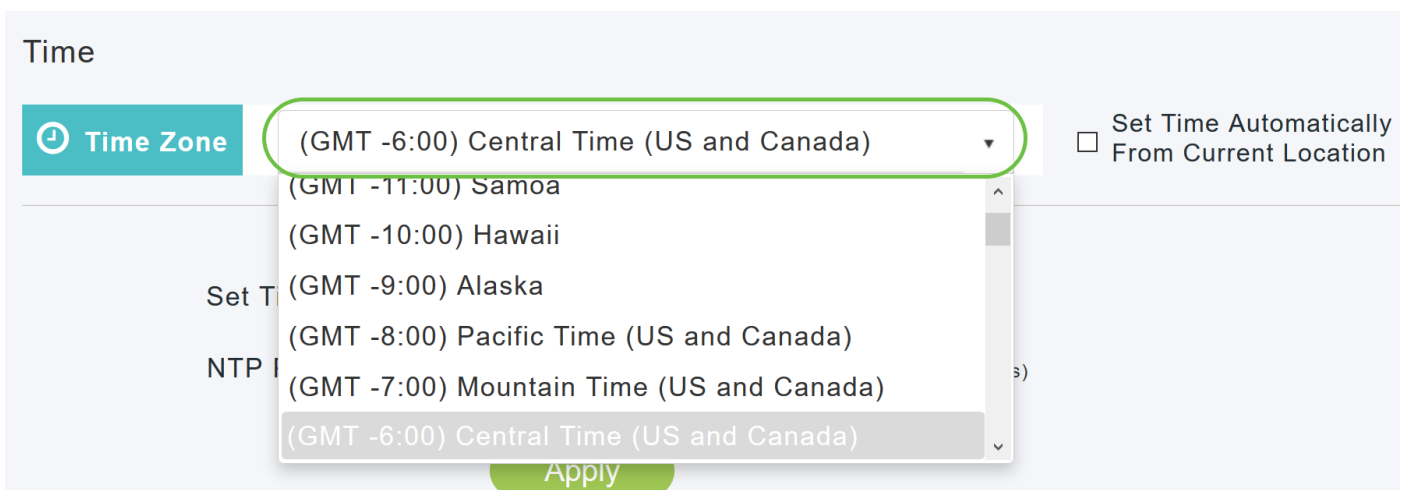 Time
Time Zone
(GMT -6:00) Central Time (US and Canada)
Set Time Automatically
From Current Location
(GMT -11:00) Samoa
(GMT -10:00) Hawaii
(GMT -9:00) Alaska
Set
(GMT -8:00) Pacific Time (US and Canada)
NTP
(GMT -7:00) Mountain Time (US and Canada)
(GMT -6:00) Central Time (US and Canada)
Apply